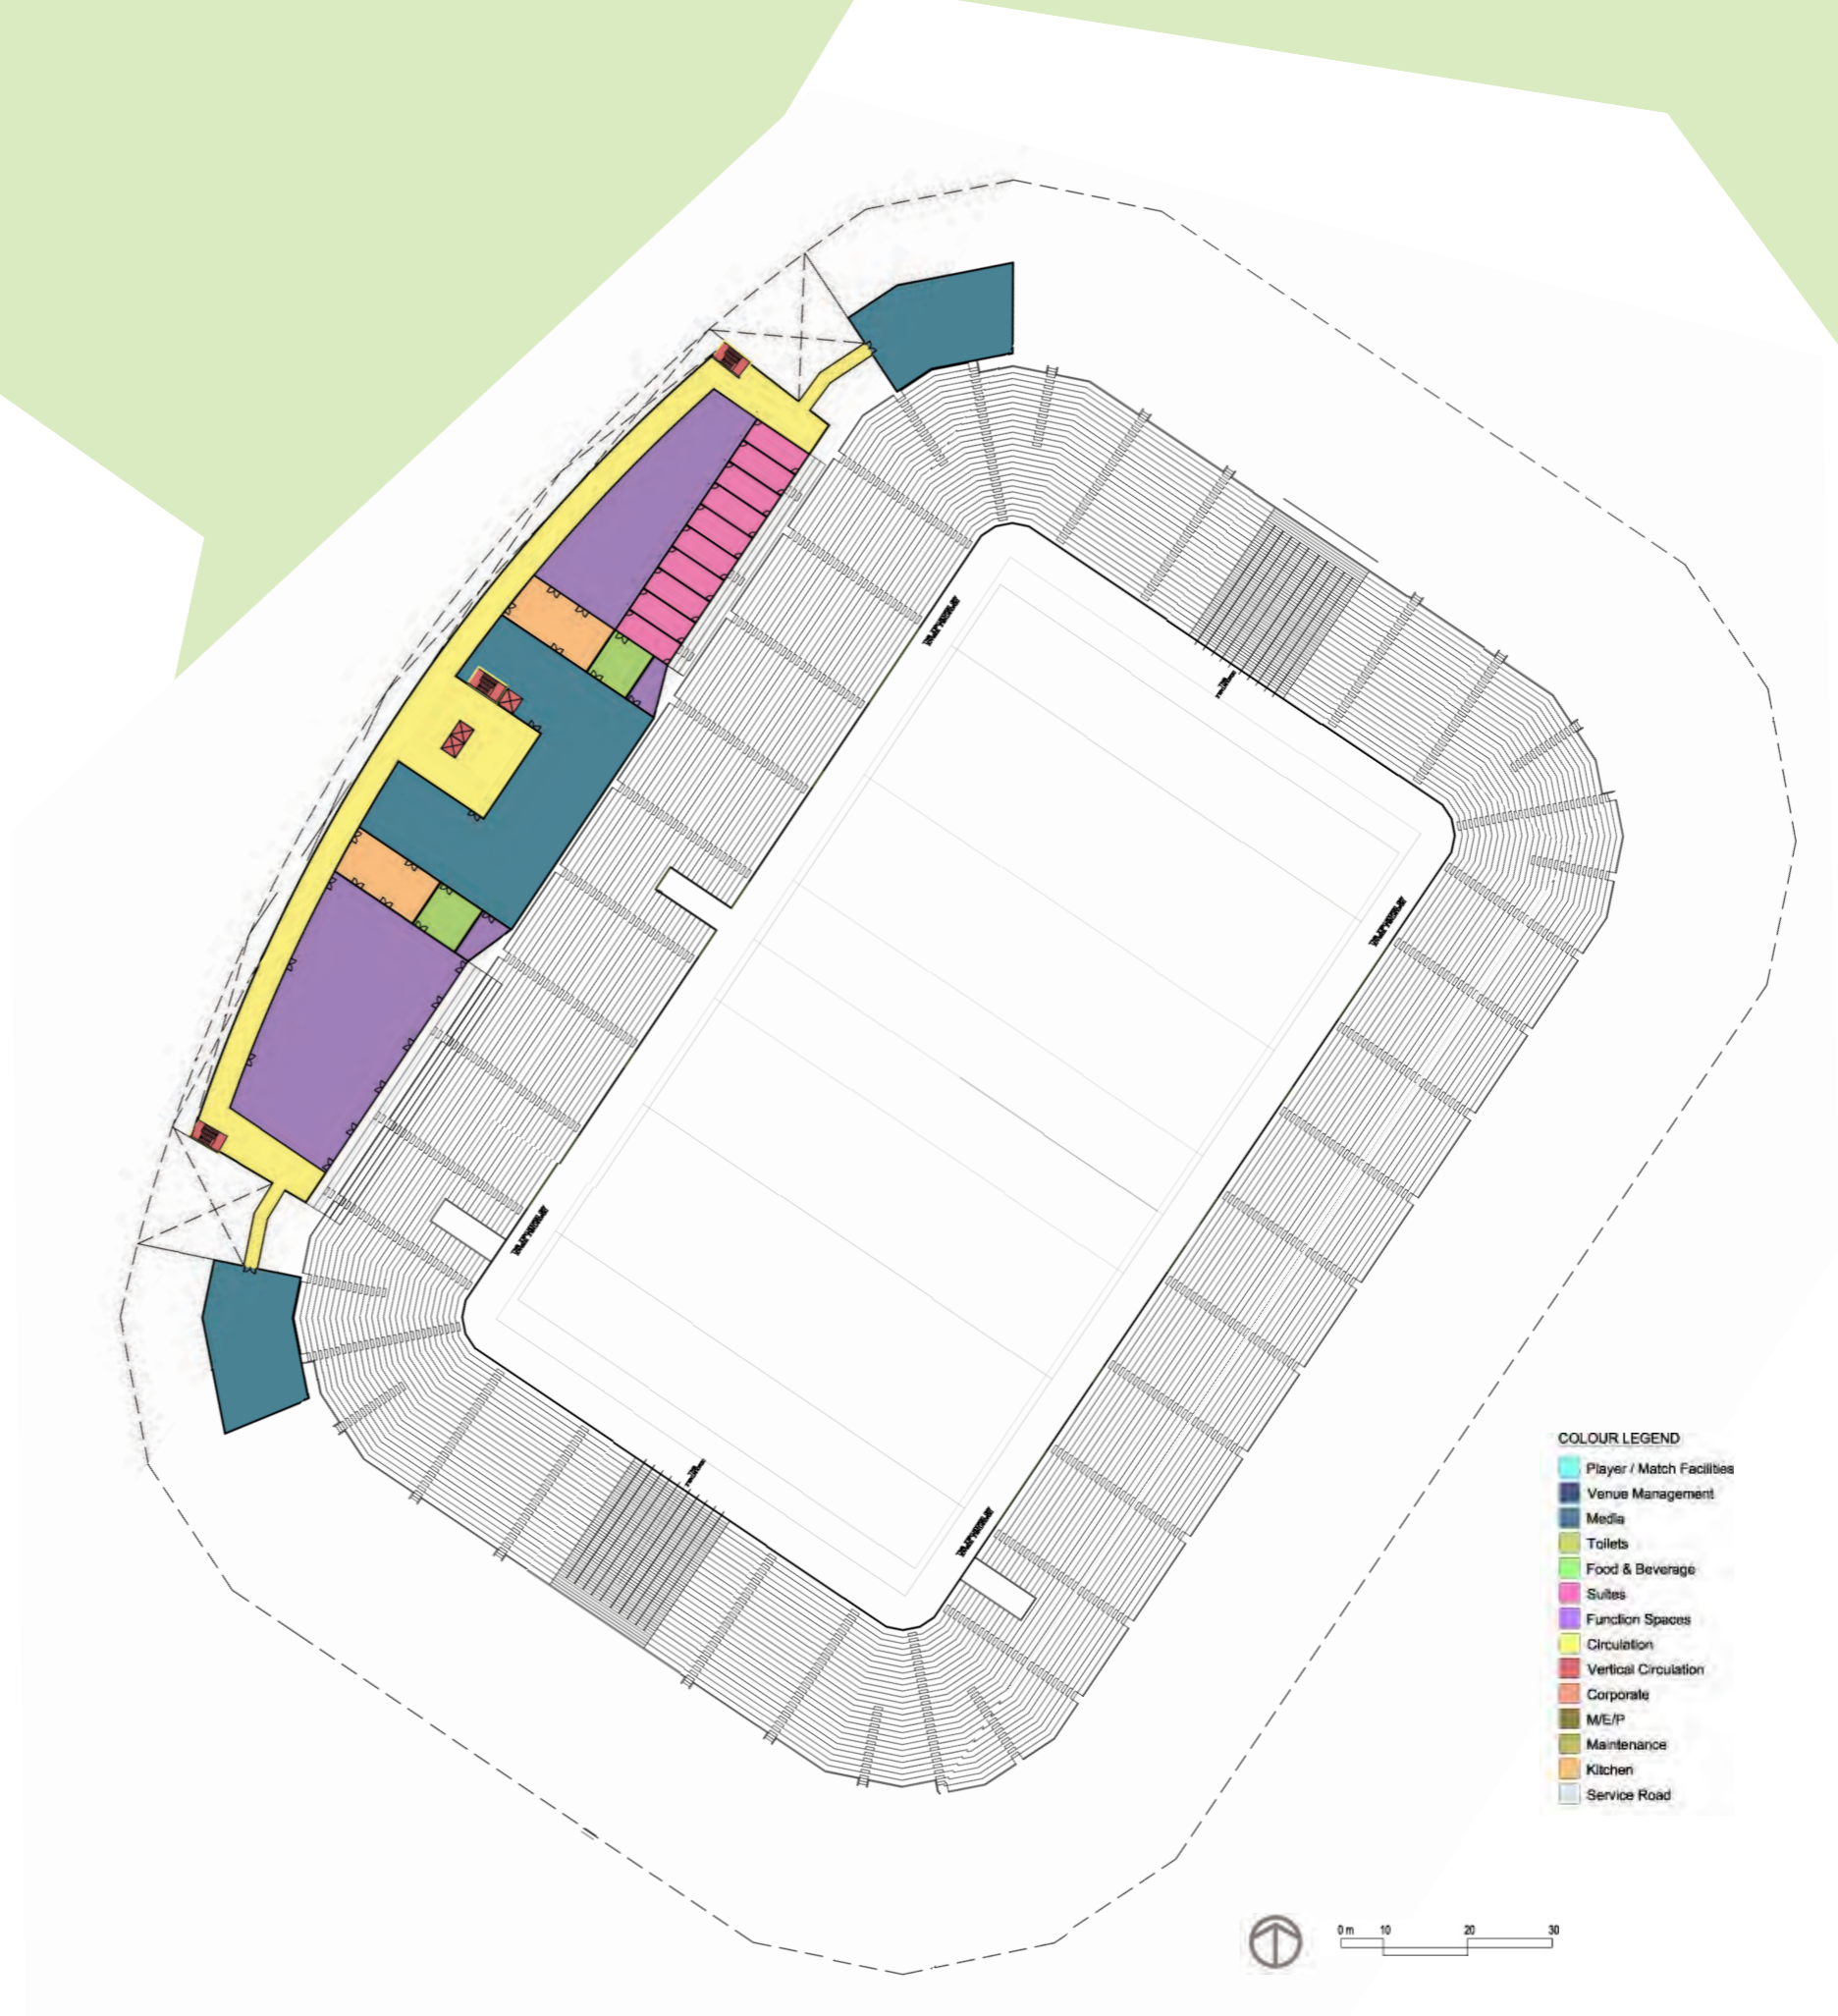 COLOUR LEGEND
Player / Match Facilities
Venue Management
Media
Toilets
Food & Beverage
Suites
Function Spaces
Circulation
Vertical Circulation
Corporate
M/E/P
Maintenance
Kitchen
Service Road
0 m 10 20 30